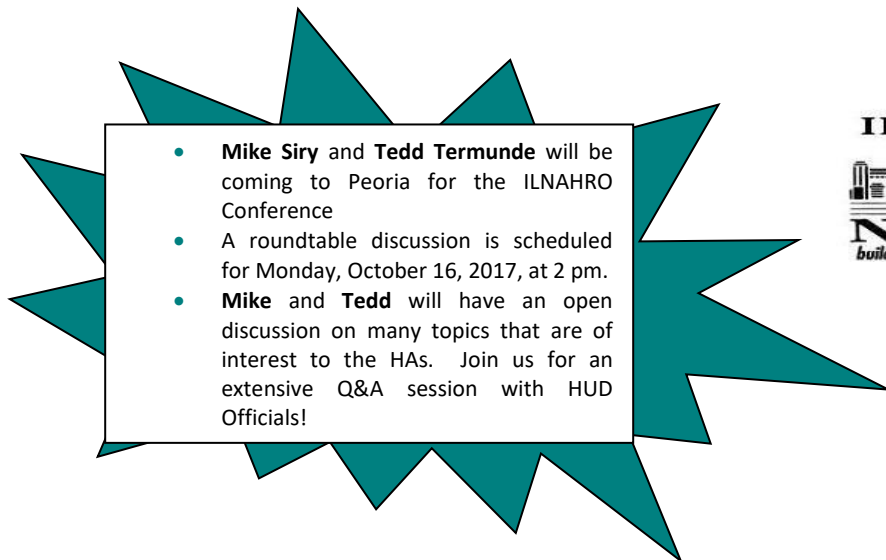 • Mike Siry and Tedd Termunde will be
coming to Peoria for the ILNAHRO
Conference
• A roundtable discussion is scheduled
for Monday, October 16, 2017, at 2 pm.
• Mike and Tedd will have an open
discussion on many topics that are of
interest to the HAs. Join us for an
extensive Q&A session with HUD
Officials!